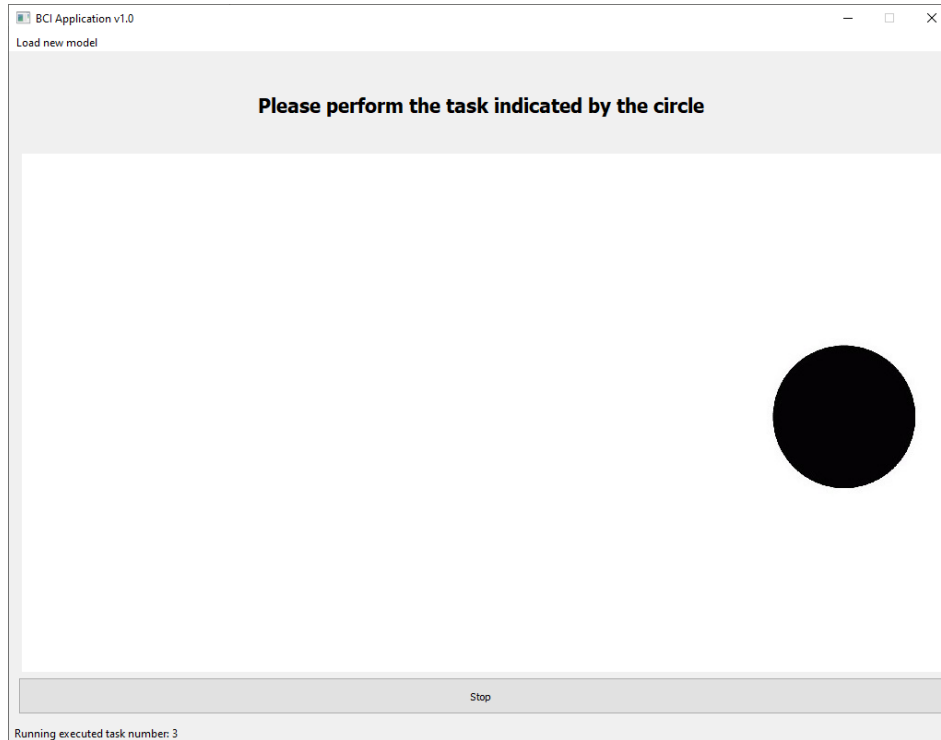 BCI Application v1.0
Load new model
Please perform the task indicated by the circle
Stop
Running executed task number: 3